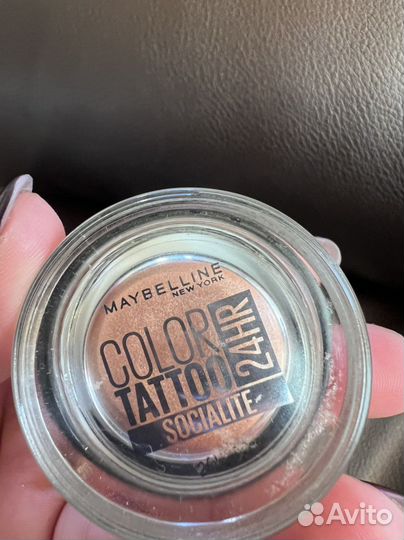 MAYBELLINE
NEW YORK
COLOR
TATTOO
24HR
SOCIALITE
Avito